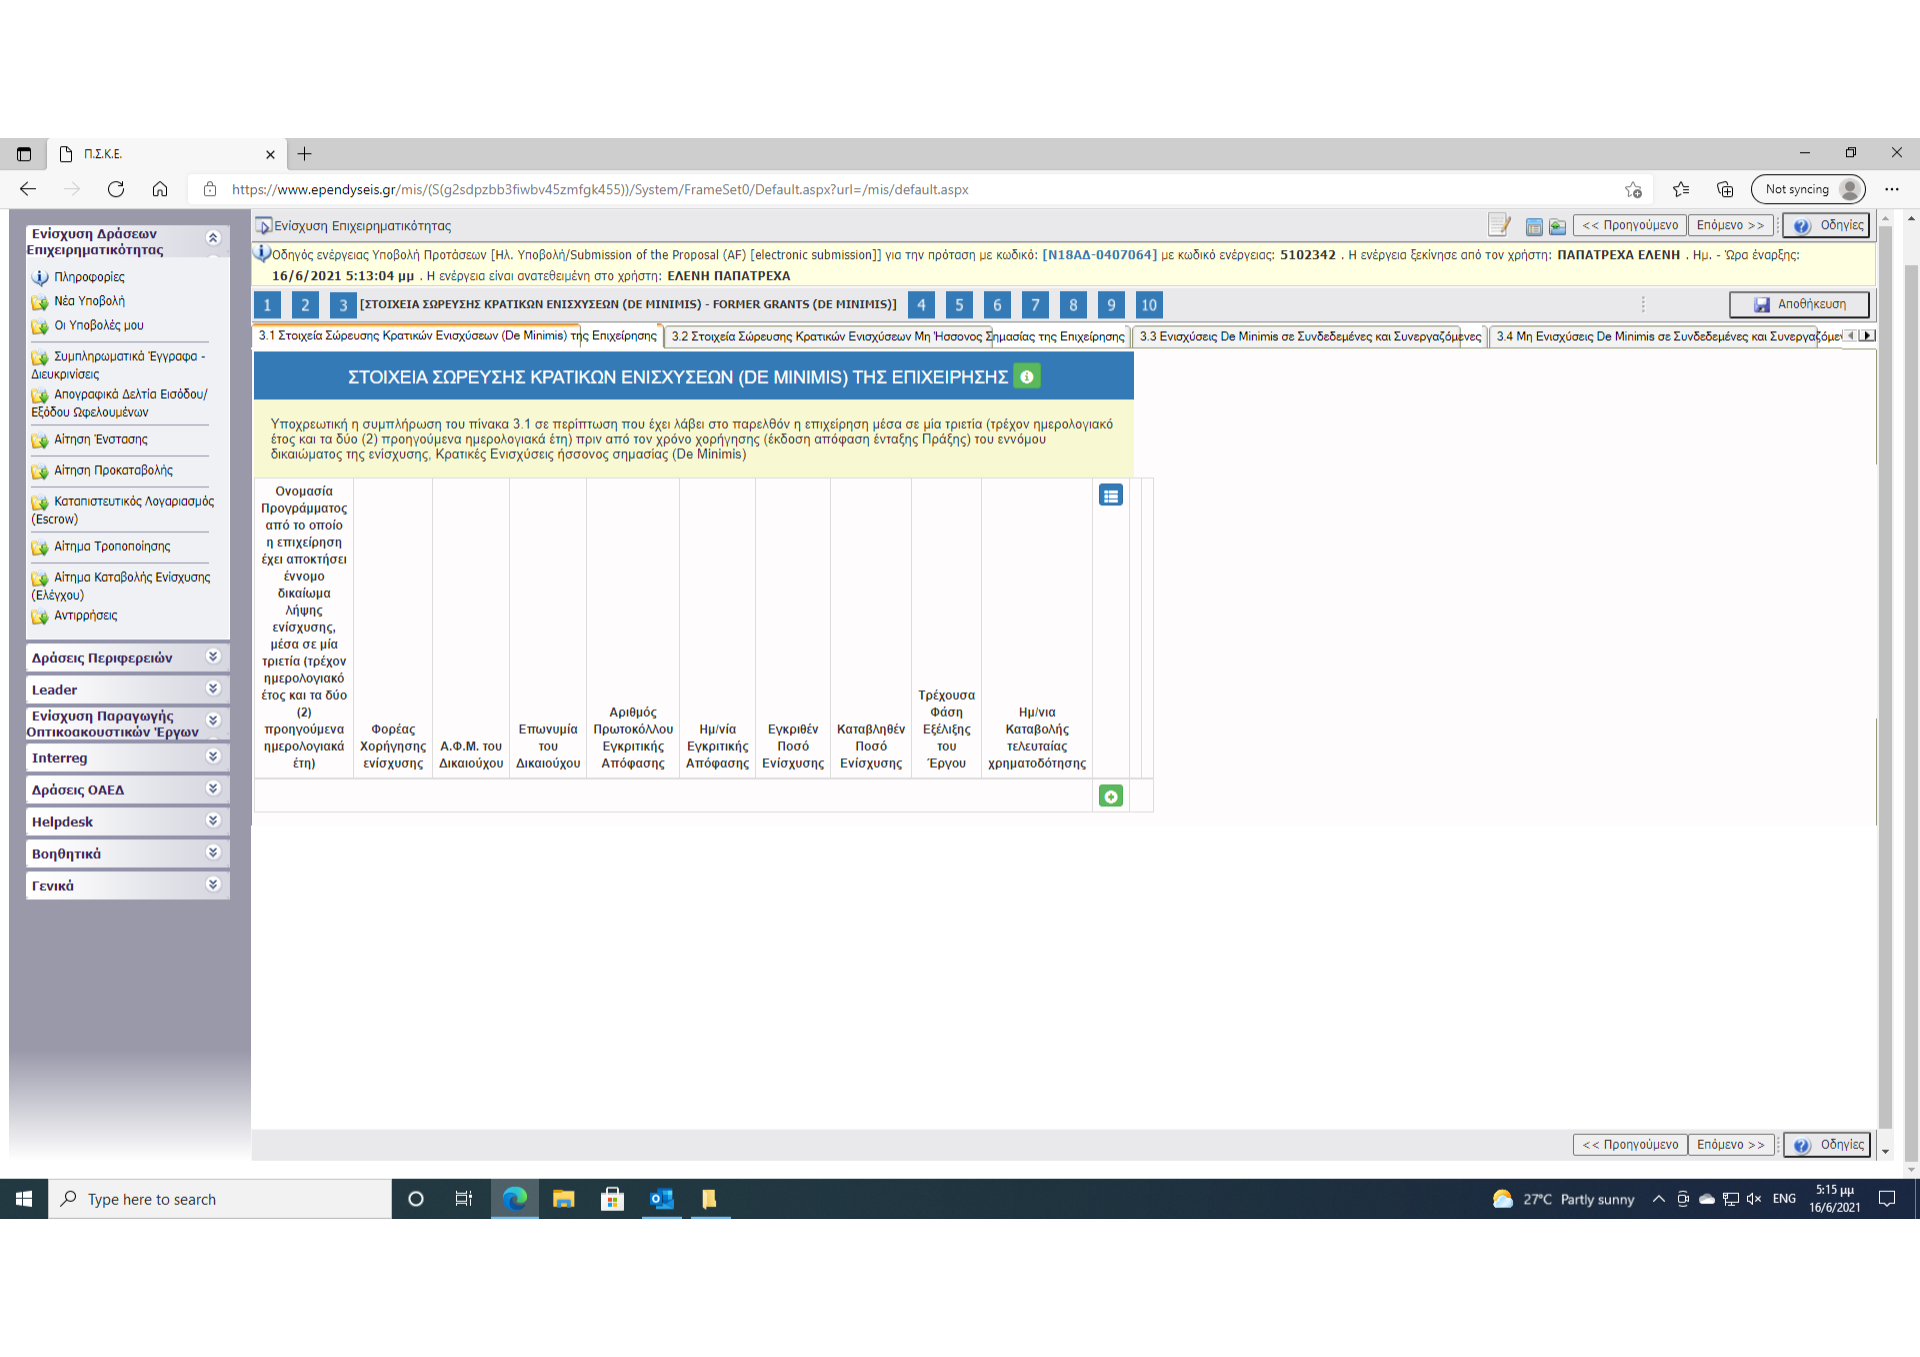 Π.Σ.Κ.Ε.
https://www.ependyseis.gr/mis/(S(g2sdpzbb3fiwbv45zmfgk455))/System/FrameSet0/Default.aspx?url=/mis/default.aspx
Not syncing
Ενίσχυση Δράσεων
Επιχειρηματικότητας
Πληροφορίες
Νέα Υποβολή
Οι Υποβολές μου
Συμπληρωματικά Έγγραφα -
Διευκρινίσεις
Απογραφικά Δελτία Εισόδου/
Εξόδου Ωφελουμένων
Αίτηση Ένστασης
Αίτηση Προκαταβολής
Καταπιστευτικός Λογαριασμός
(Escrow)
Αίτημα Τροποποίησης
Αίτημα Καταβολής Ενίσχυσης
(Ελέγχου)
Αντιρρήσεις
Δράσεις Περιφερειών
Leader
Ενίσχυση Παραγωγής
Οπτικοακουστικών Έργων
Interreg
Δράσεις ΟΑΕΔ
Helpdesk
Βοηθητικά
Γενικά
Ενίσχυση Επιχειρηματικότητας
<< Προηγούμενο
Επόμενο >>
Οδηγίες
Οδηγός ενέργειας Υποβολή Προτάσεων [Ηλ. Υποβολή/Submission of the Proposal (AF) [electronic submission]] για την πρόταση με κωδικό: [Ν18ΑΔ-0407064] με κωδικό ενέργειας: 5102342 . Η ενέργεια ξεκίνησε από τον χρήστη: ΠΑΠΑΤΡΕΧΑ ΕΛΕΝΗ . Ημ. - Ώρα έναρξης:
16/6/2021 5:13:04 μμ . Η ενέργεια είναι ανατεθειμένη στο χρήστη: ΕΛΕΝΗ ΠΑΠΑΤΡΕΧΑ
1 2 3 [ΣΤΟΙΧΕΙΑ ΣΩΡΕΥΣΗΣ ΚΡΑΤΙΚΩΝ ΕΝΙΣΧΥΣΕΩΝ (DE MINIMIS) - FORMER GRANTS (DE MINIMIS)] 4 5 6 7 8 9 10
Αποθήκευση
3.1 Στοιχεία Σώρευσης Κρατικών Ενισχύσεων (De Minimis) της Επιχείρησης
3.2 Στοιχεία Σώρευσης Κρατικών Ενισχύσεων Μη Ήσσονος Σημασίας της Επιχείρησης
3.3 Ενισχύσεις De Minimis σε Συνδεδεμένες και Συνεργαζόμενες
3.4 Μη Ενισχύσεις De Minimis σε Συνδεδεμένες και Συνεργαζόμεν
ΣΤΟΙΧΕΙΑ ΣΩΡΕΥΣΗΣ ΚΡΑΤΙΚΩΝ ΕΝΙΣΧΥΣΕΩΝ (DE MINIMIS) ΤΗΣ ΕΠΙΧΕΙΡΗΣΗΣ
Υποχρεωτική η συμπλήρωση του πίνακα 3.1 σε περίπτωση που έχει λάβει στο παρελθόν η επιχείρηση μέσα σε μία τριετία (τρέχον ημερολογιακό
έτος και τα δύο (2) προηγούμενα ημερολογιακά έτη) πριν από τον χρόνο χορήγησης (έκδοση απόφαση ένταξης Πράξης) του εννόμου
δικαιώματος της ενίσχυσης, Κρατικές Ενισχύσεις ήσσονος σημασίας (De Minimis)
Ονομασία
Προγράμματος
από το οποίο
η επιχείρηση
έχει αποκτήσει
έννομο
δικαίωμα
λήψης
ενίσχυσης,
μέσα σε μία
τριετία (τρέχον
ημερολογιακό
έτος και τα δύο
(2)
προηγούμενα
ημερολογιακά
έτη)
Φορέας
Χορήγησης
ενίσχυσης
Α.Φ.Μ. του
Δικαιούχου
Επωνυμία
του
Δικαιούχου
Αριθμός
Πρωτοκόλλου
Εγκριτικής
Απόφασης
Ημ/νία
Εγκριτικής
Απόφασης
Εγκριθέν
Ποσό
Ενίσχυσης
Καταβληθέν
Ποσό
Ενίσχυσης
Τρέχουσα
Φάση
Εξέλιξης
του
Έργου
Ημ/νια
Καταβολής
τελευταίας
χρηματοδότησης
<< Προηγούμενο
Επόμενο >>
Οδηγίες
Type here to search
27°C Partly sunny
ENG
5:15 μμ
16/6/2021